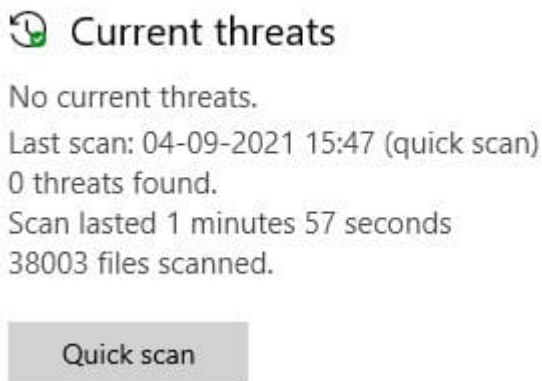 Current threats
No current threats.
Last scan: 04-09-2021 15:47 (quick scan)
0 threats found.
Scan lasted 1 minutes 57 seconds
38003 files scanned.
Quick scan